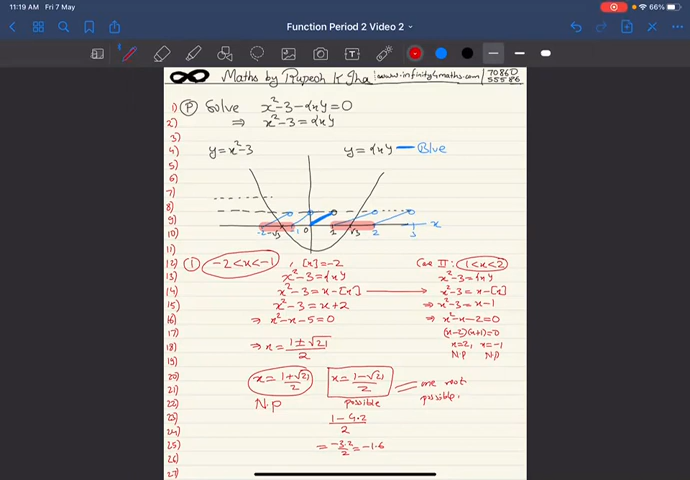 11:19 AM Fri 7 May
66%
Function Period 2 Video 2
Maths by Rupesh K Jha www.infinity4maths.com 7086D 55586
1) P Solve x²-3-{x}=0
2) ⇒ x²-3={x}
3)
4) y=x²-3 y={x} Blue
5)
6)
7)
8)
9) x
10) -2 -√3 -1 0 1 √3 2 3
11)
12) 1 -2<x<-1 , [x]=-2 Case II: 1<x<2
13) x²-3={x} x²-3={x}
14) x²-3=x-[x] x²-3=x-[x]
15) x²-3=x+2 ⇒ x²-3=x-1
16) ⇒ x²-x-5=0 ⇒ x²-x-2=0
17) (x-2)(x+1)=0
18) ⇒ x=1±√21/2 x=2, x=-1
19) N.P N.P
20) x=1+√21/2 x=1-√21/2 one root
21) possible.
22) N.P possible
23) 1-4.2/2
24)
25) =-3.2/2=-1.6
26)
27)